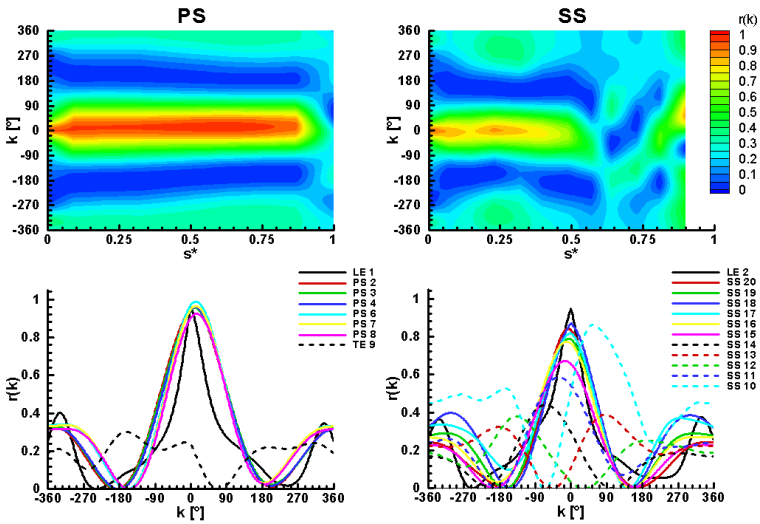 PS
SS
r(k)
360
270
180
90
0
-90
-180
-270
-360
k [°]
0
0.25
0.5
0.75
1
s*
360
270
180
90
0
-90
-180
-270
-360
k [°]
0
0.25
0.5
0.75
1
s*
1
0.9
0.8
0.7
0.6
0.5
0.4
0.3
0.2
0.1
0
LE 1
PS 2
PS 3
PS 4
PS 6
PS 7
PS 8
TE 9
1
0.8
0.6
0.4
0.2
0
r(k)
-360
-270
-180
-90
0
90
180
270
360
k [°]
LE 2
SS 20
SS 19
SS 18
SS 17
SS 16
SS 15
SS 14
SS 13
SS 12
SS 11
SS 10
1
0.8
0.6
0.4
0.2
0
r(k)
-360
-270
-180
-90
0
90
180
270
360
k [°]